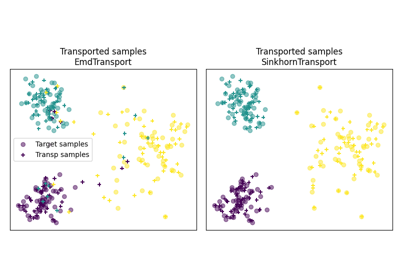 Transported samples
EmdTransport
Transported samples
SinkhornTransport
Target samples
Transp samples